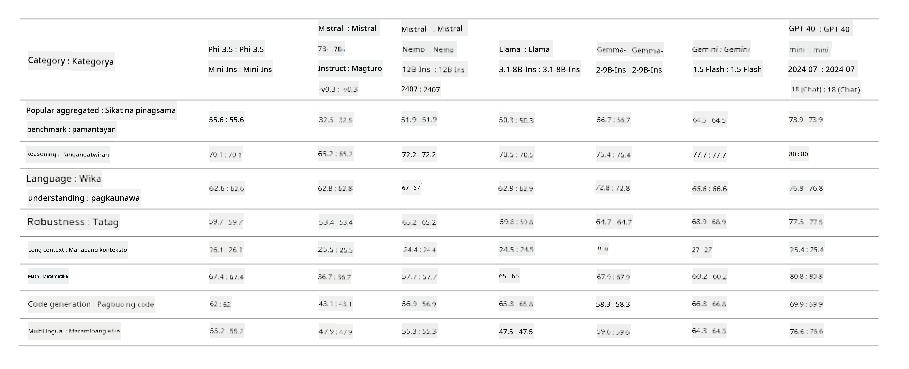 Category : Kategorya
Phi 3.5 : Phi 3.5
Mini Ins : Mini Ins
Mistral : Mistral
7B-
Instruct : Magturo
v0.3 : v0.3
Mistral : Mistral
Nemo : Nemo
12B Ins : 12B Ins
2407 : 2407
Llama : Llama
3.1-8B-Ins : 3.1-8B-Ins
Gemma- Gemma-
2-9B-Ins 2-9B-Ins
Gemini : Gemini
1.5 Flash : 1.5 Flash
GPT 40 : GPT 40
mini : mini
2024 07 : 2024 07
18 (Chat) : 18 (Chat)
Popular aggregated : Sikat na pinagsama
benchmark : pamantayan
55.6 : 55.6 32.5 : 32.5 51.9 51.9 50.3 : 50.3 56.7 : 56.7 64.5 64.5 73.9 73.9
Reasoning : Pangangatwiran 70.1 : 70.1 65.2 : 65.2 72.2 72.2 70.5 : 70.5 75.4 : 75.4 77.7 : 77.7 80 : 80
Language : Wika
understanding : pagkaunawa
62.6 : 62.6 62.8 : 62.8 67 67 62.9 : 62.9 72.8 : 72.8 66.6 : 66.6 76.8 76.8
Robustness : Tatag 59.7 59.7 53.4 53.4 65.2 65.2 59.8 : 59.8 64.7 64.7 68.9 68.9 77.5 77.5
Long context : Mahabang konteksto 26.1 26.1 25.5 : 25.5 24.4 : 24.4 24.5 : 24.5 27 27 25.4 : 25.4
67.4 : 67.4 36.7 : 36.7 57.7 : 57.7 65 65 67.9 : 67.9 60.2 60.2 80.8 : 80.8
Code generation : Pagbuo ng code 62 : 62 43.1 : 43.1 56.9 56.9 65.8 65.8 58.3 58.3 66.8 66.8 69.9 : 69.9
Multilingual : Maraming wika 55.2 55.2 47.9 : 47.9 55.3 : 55.3 47.5 47.5 59.6 : 59.6 64.3 64.3 76.6 : 76.6